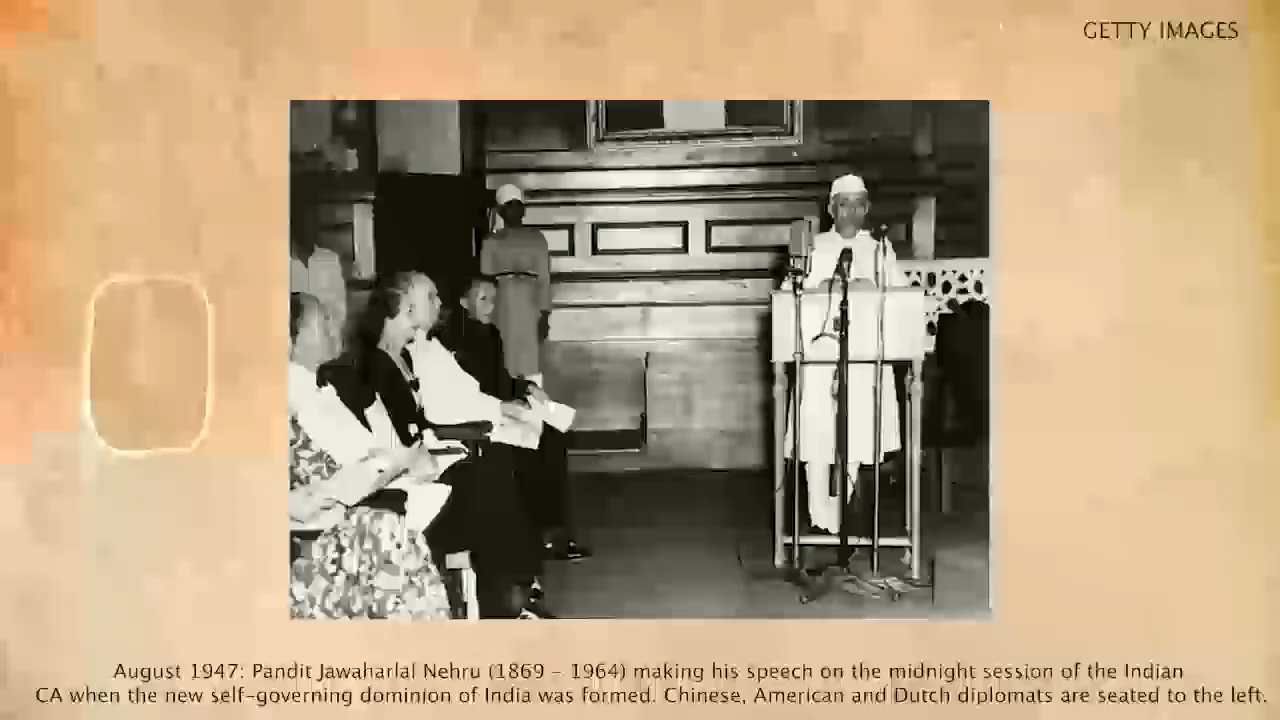 GETTY IMAGES
August 1947: Pandit Jawaharlal Nehru (1869 - 1964) making his speech on the midnight session of the Indian
CA when the new self-governing dominion of India was formed. Chinese, American and Dutch diplomats are seated to the left.